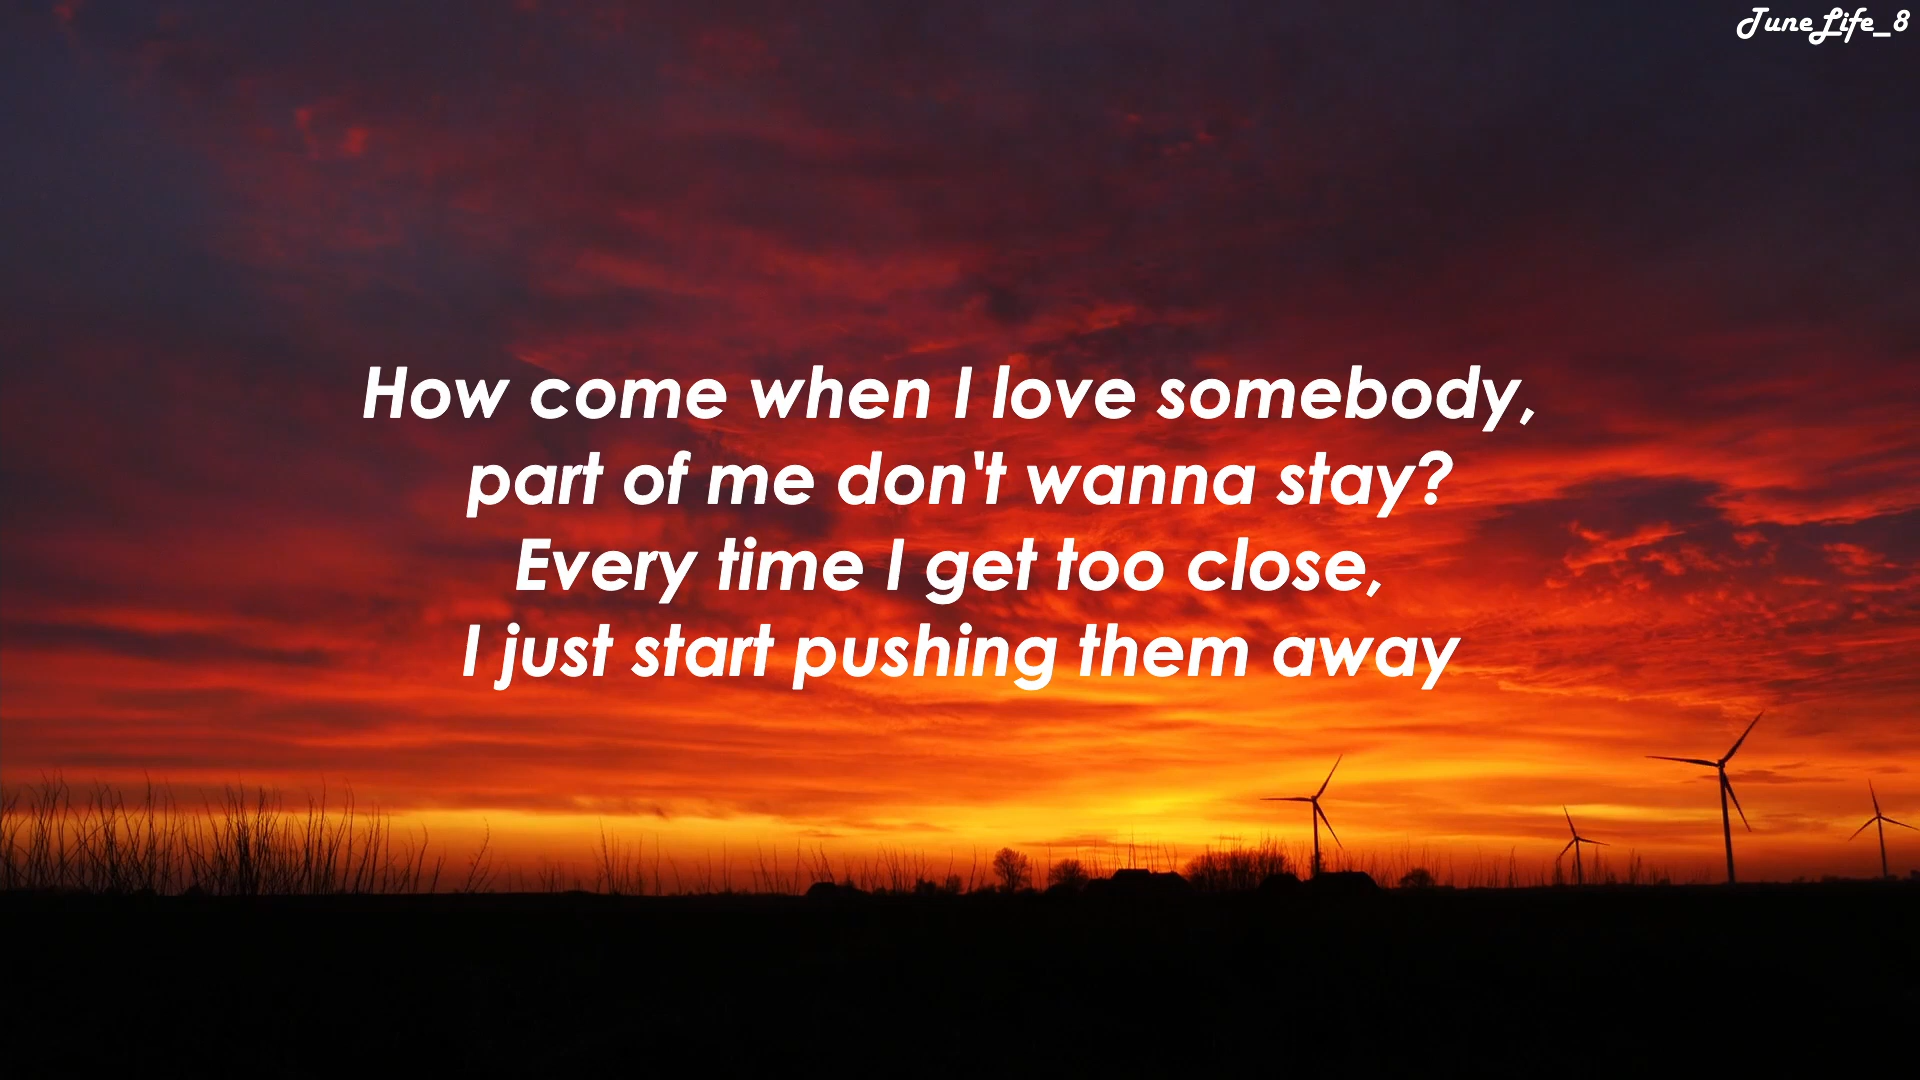 TuneLife_8
How come when I love somebody,
part of me don't wanna stay?
Every time I get too close,
I just start pushing them away